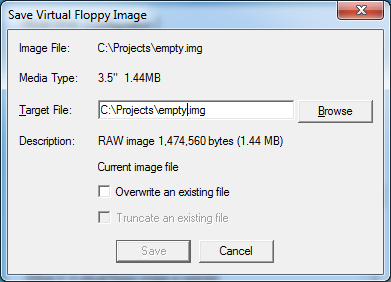 Save Virtual Floppy Image
Image File: C:\Projects\empty.img
Media Type: 3.5" 1.44MB
Target File: C:\Projects\empty.img Browse
Description: RAW image 1,474,560 bytes (1.44 MB)
Current image file
Overwrite an existing file
Truncate an existing file
Save Cancel